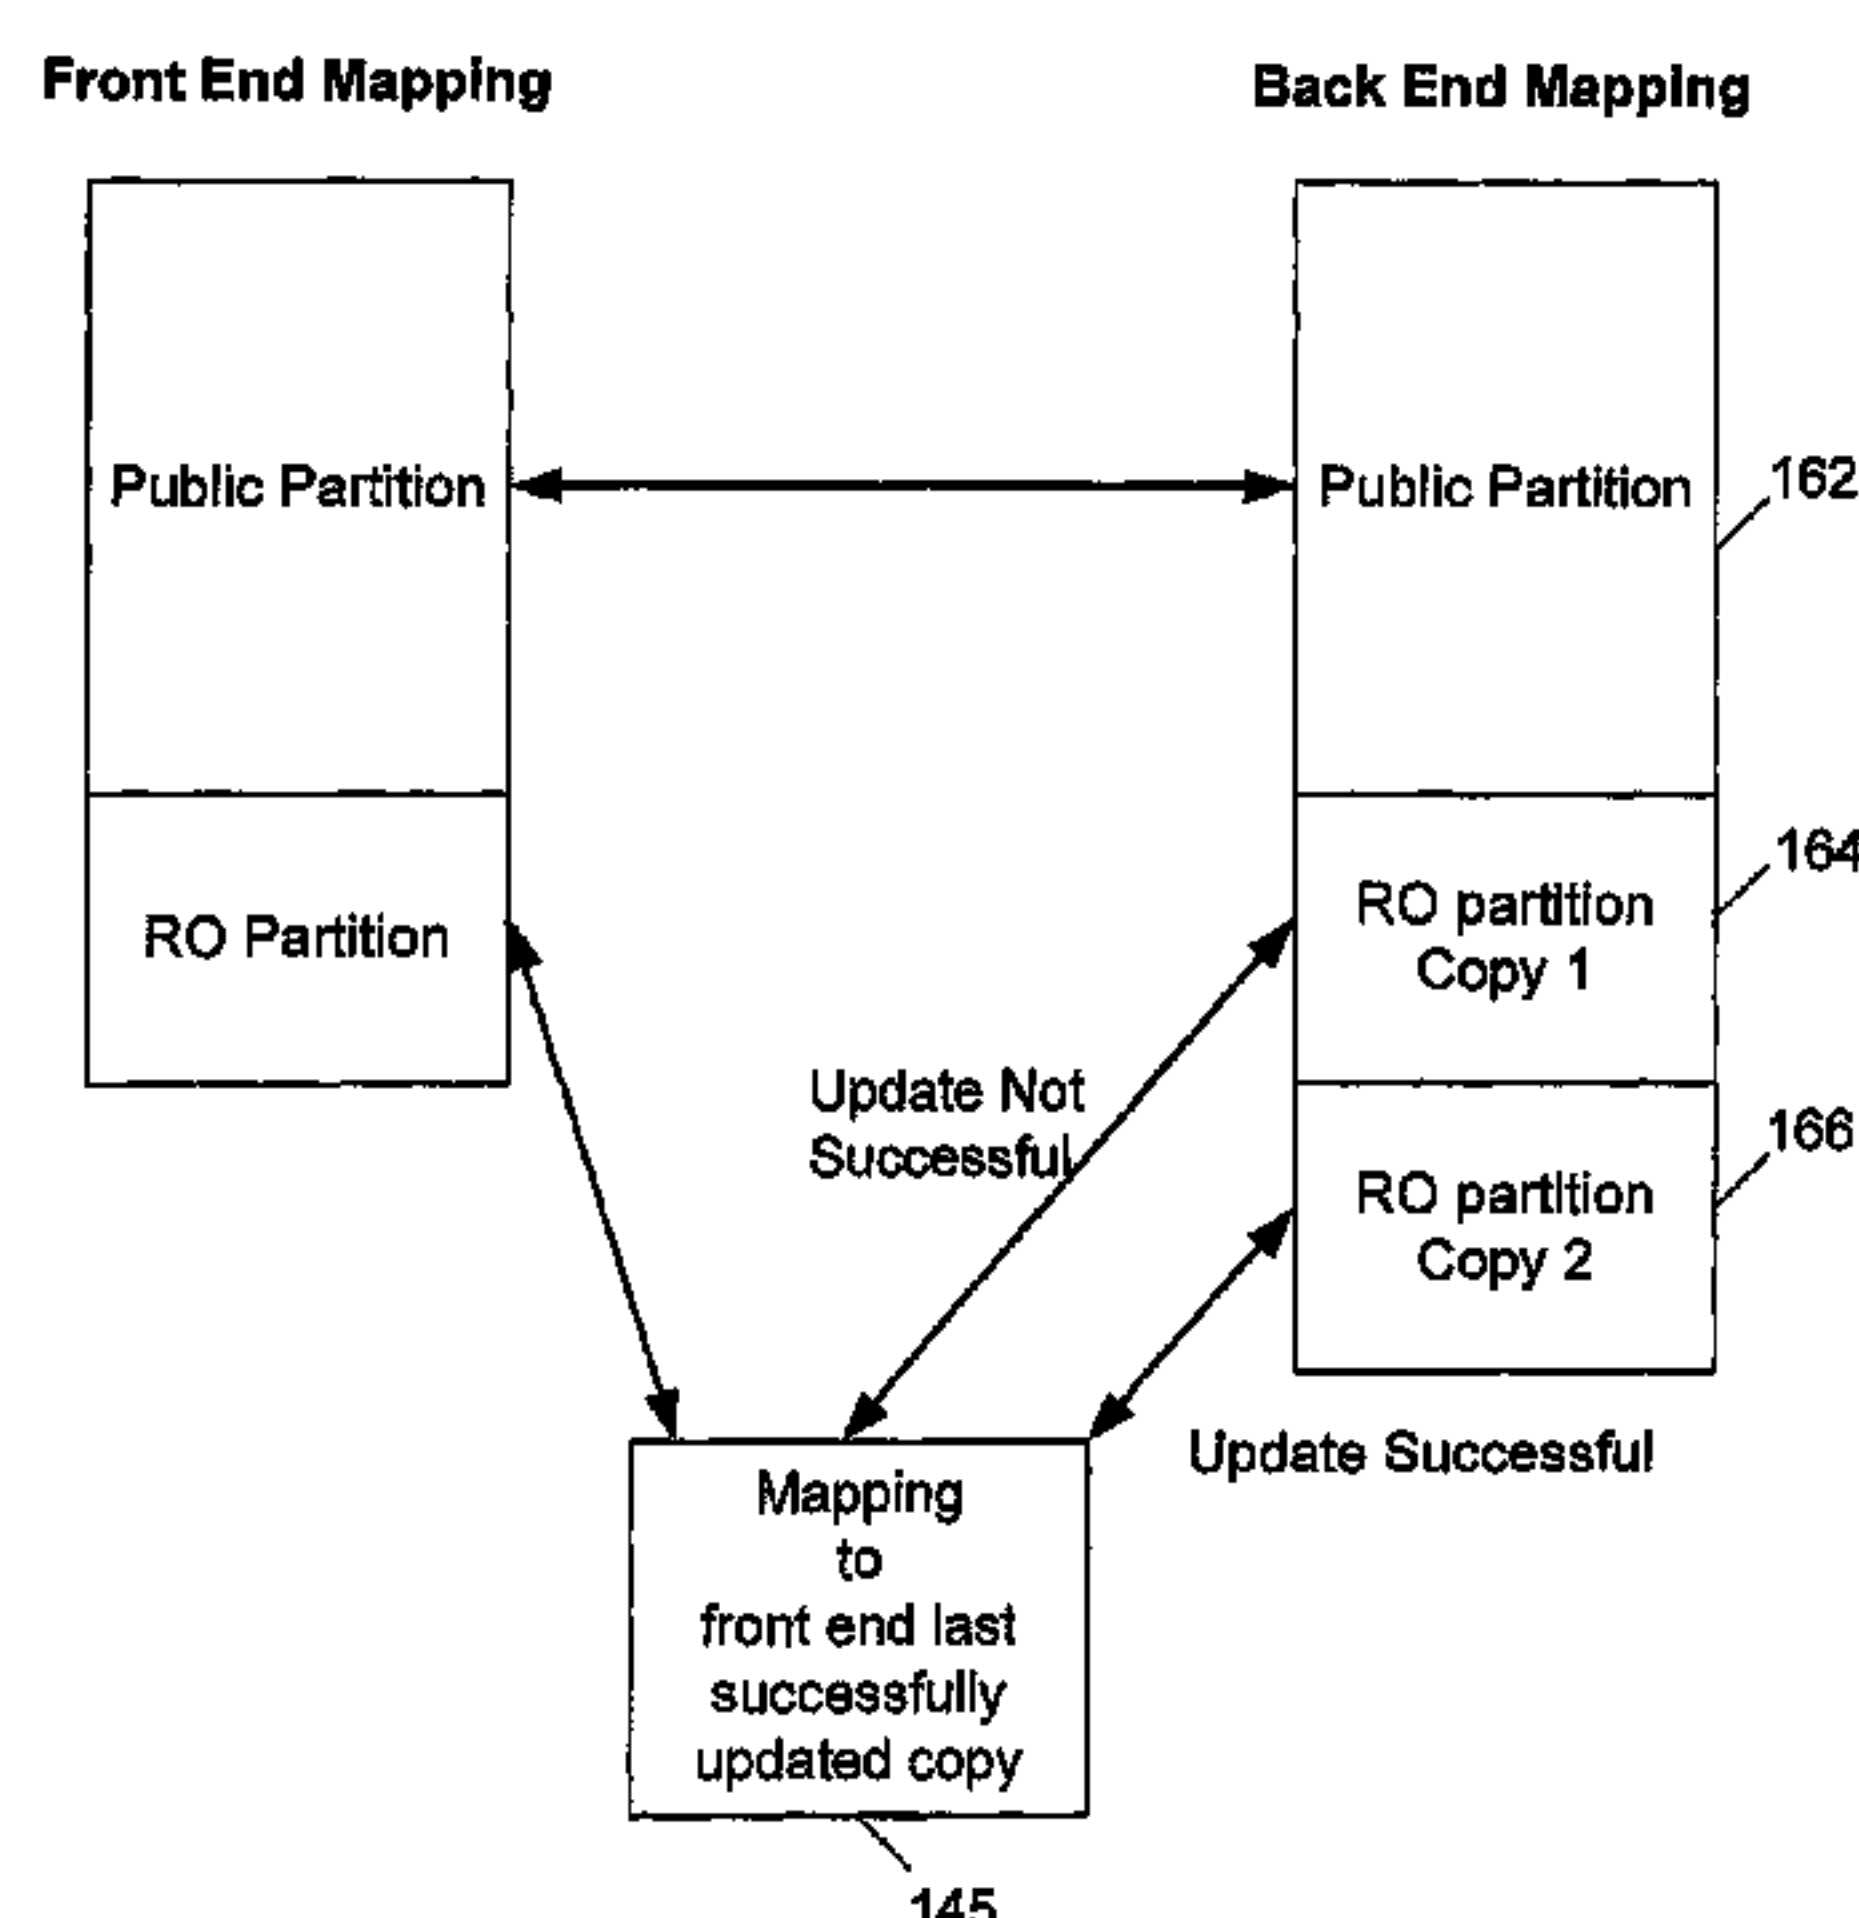 Front End Mapping
Back End Mapping
Public Partition
Public Partition
162
RO Partition
RO partition
Copy 1
164
Update Not
Successful
RO partition
Copy 2
166
Update Successful
Mapping
to
front end last
successfully
updated copy
145